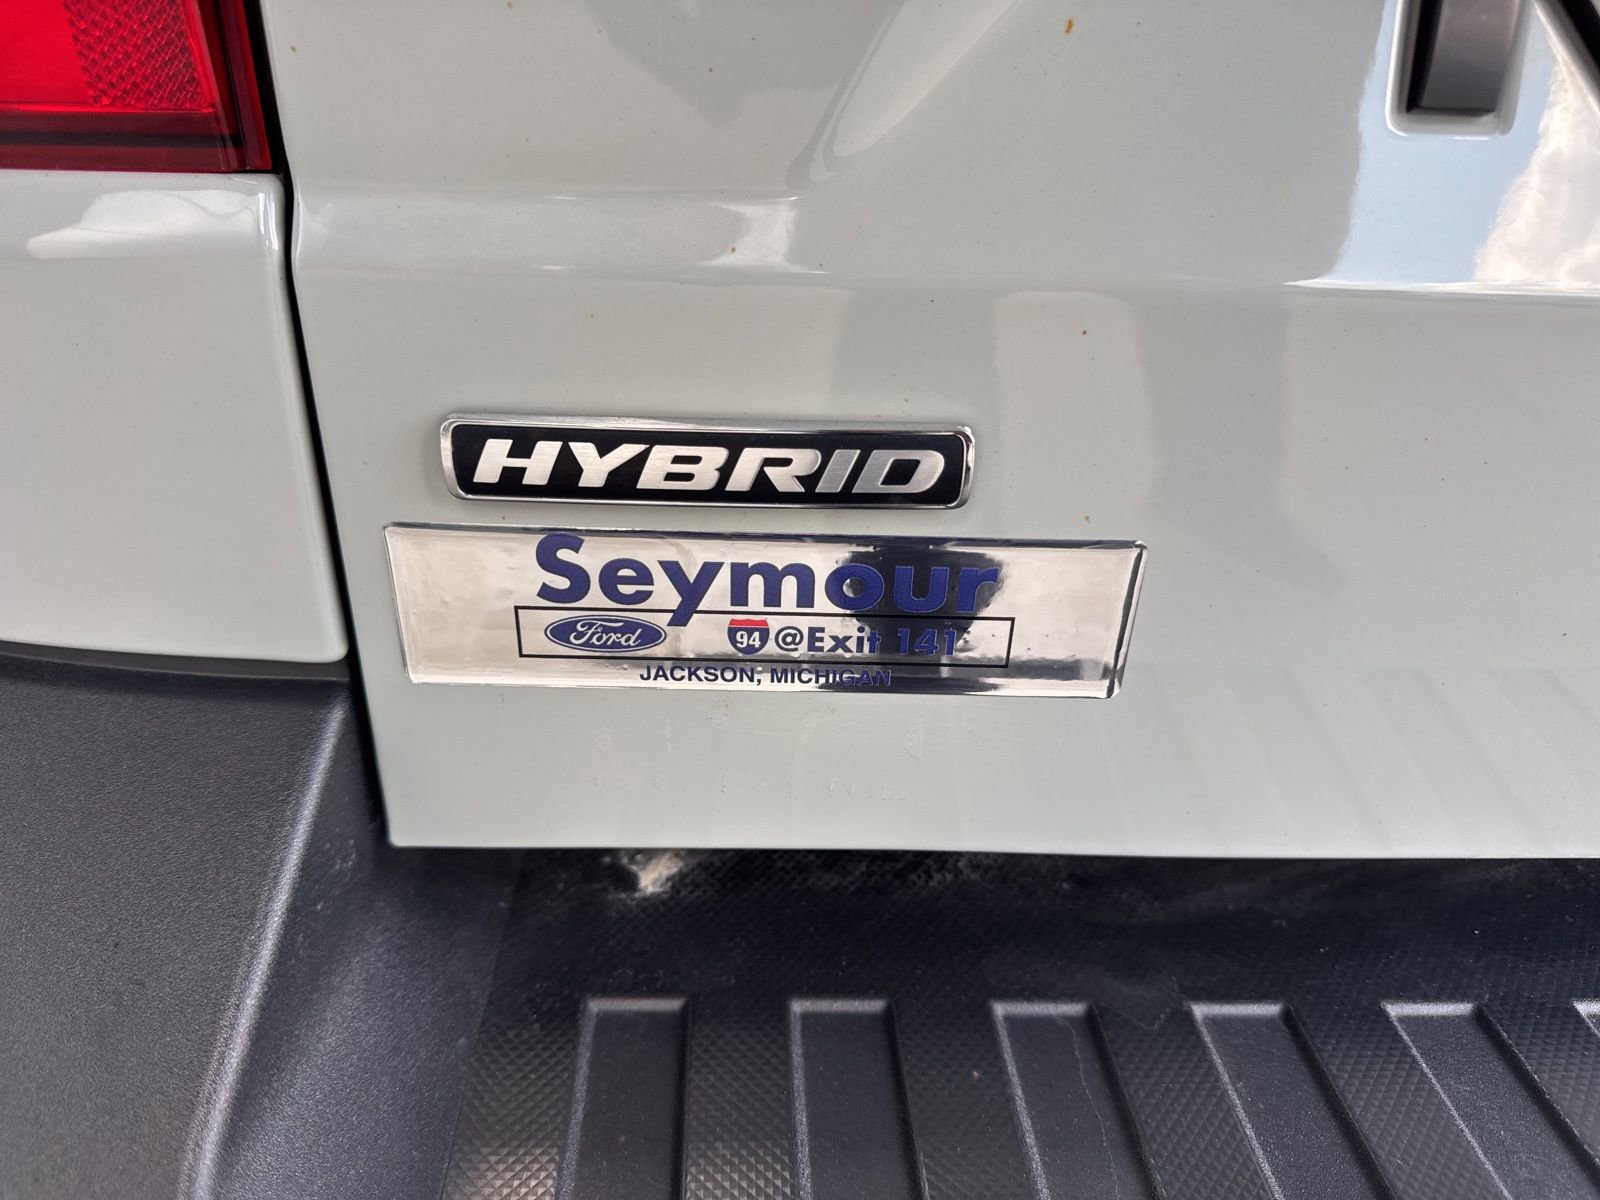 HYBRID
Seymour
Ford 94 @Exit 141
JACKSON, MICHIGAN